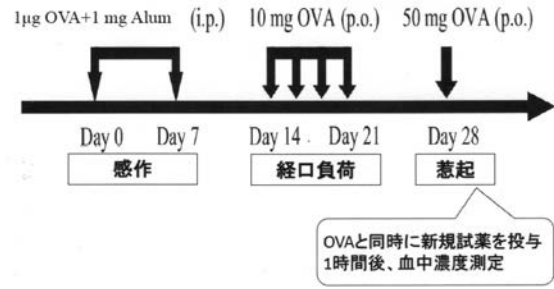 1μg OVA+1 mg Alum (i.p.) 10 mg OVA (p.o.) 50 mg OVA (p.o.)
Day 0 Day 7 Day 14 Day 21 Day 28
感作 経口負荷 惹起
OVAと同時に新規試薬を投与
1時間後、血中濃度測定